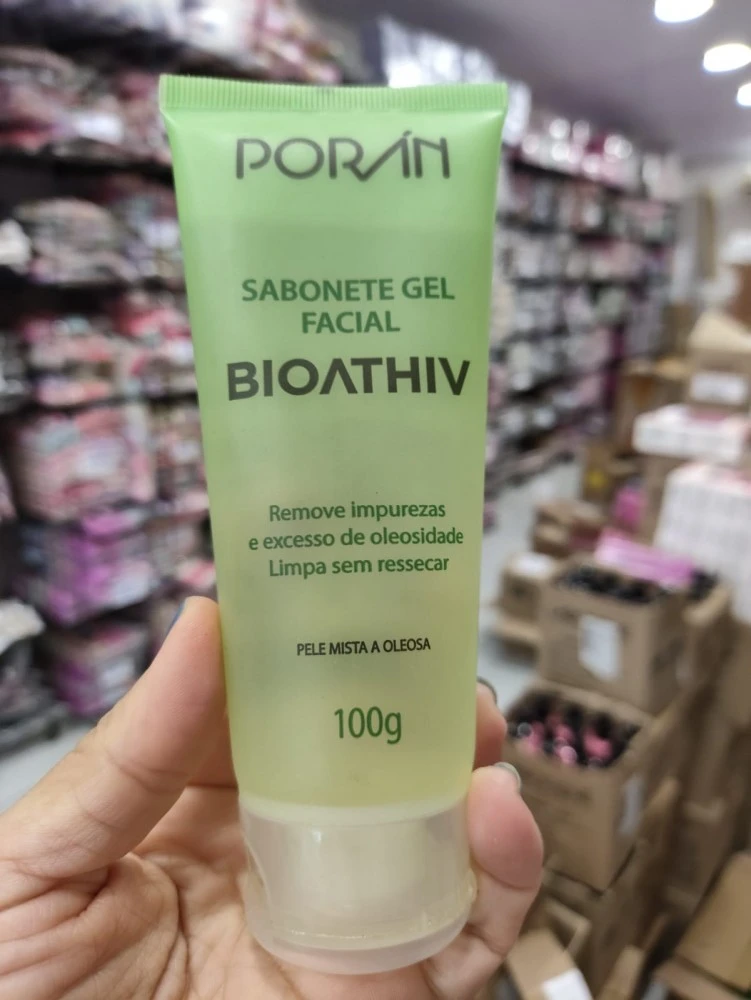 PORÁN
SABONETE GEL
FACIAL
BIOATHIV
Remove impurezas
e excesso de oleosidade
Limpa sem ressecar
PELE MISTA A OLEOSA
100g